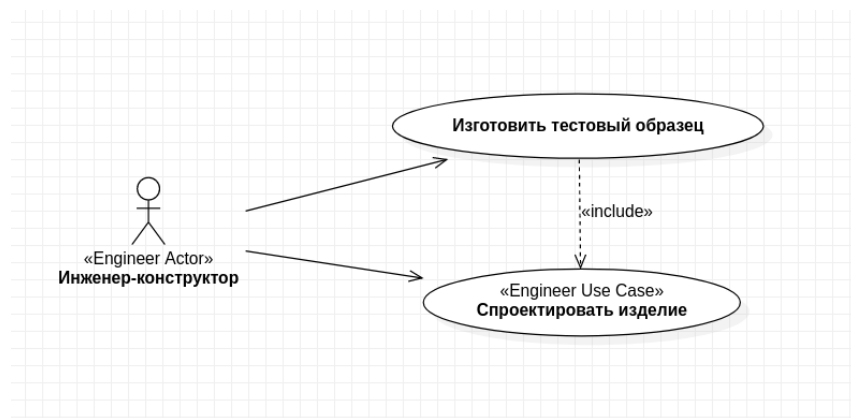 Изготовить тестовый образец
«include»
«Engineer Actor»
Инженер-конструктор
«Engineer Use Case»
Спроектировать изделие